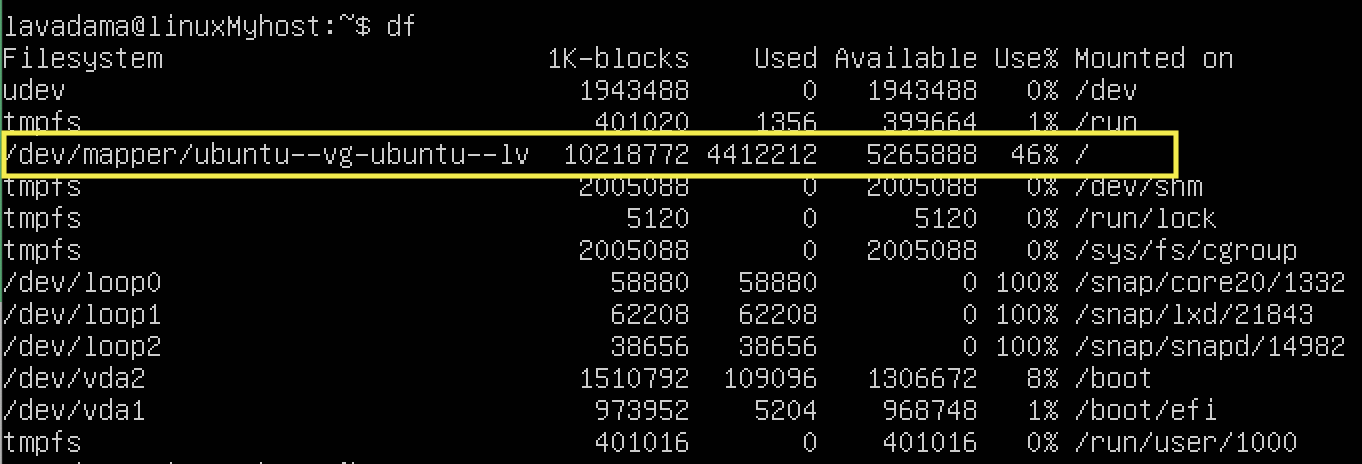 lavadama@linuxMyhost:~$ df
Filesystem 1K-blocks Used Available Use% Mounted on
udev 1943488 0 1943488 0% /dev
tmpfs 401020 1356 399664 1% /run
/dev/mapper/ubuntu--vg-ubuntu--lv 10218772 4412212 5265888 46% /
tmpfs 2005088 0 2005088 0% /dev/shm
tmpfs 5120 0 5120 0% /run/lock
tmpfs 2005088 0 2005088 0% /sys/fs/cgroup
/dev/loop0 58880 58880 0 100% /snap/core20/1332
/dev/loop1 62208 62208 0 100% /snap/lxd/21843
/dev/loop2 38656 38656 0 100% /snap/snapd/14982
/dev/vda2 1510792 109096 1306672 8% /boot
/dev/vda1 973952 5204 968748 1% /boot/efi
tmpfs 401016 0 401016 0% /run/user/1000